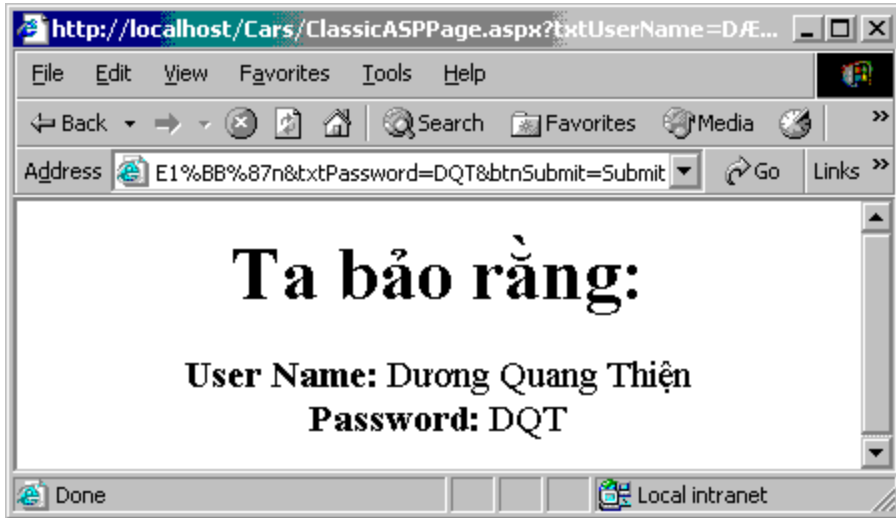 http://localhost/Cars/ClassicASPPage.aspx?txtUserName=DÆ...
File Edit View Favorites Tools Help
Back Search Favorites Media »
Address E1%BB%87n&txtPassword=DQT&btnSubmit=Submit Go Links »
Ta bảo rằng:
User Name: Dương Quang Thiện
Password: DQT
Done Local intranet